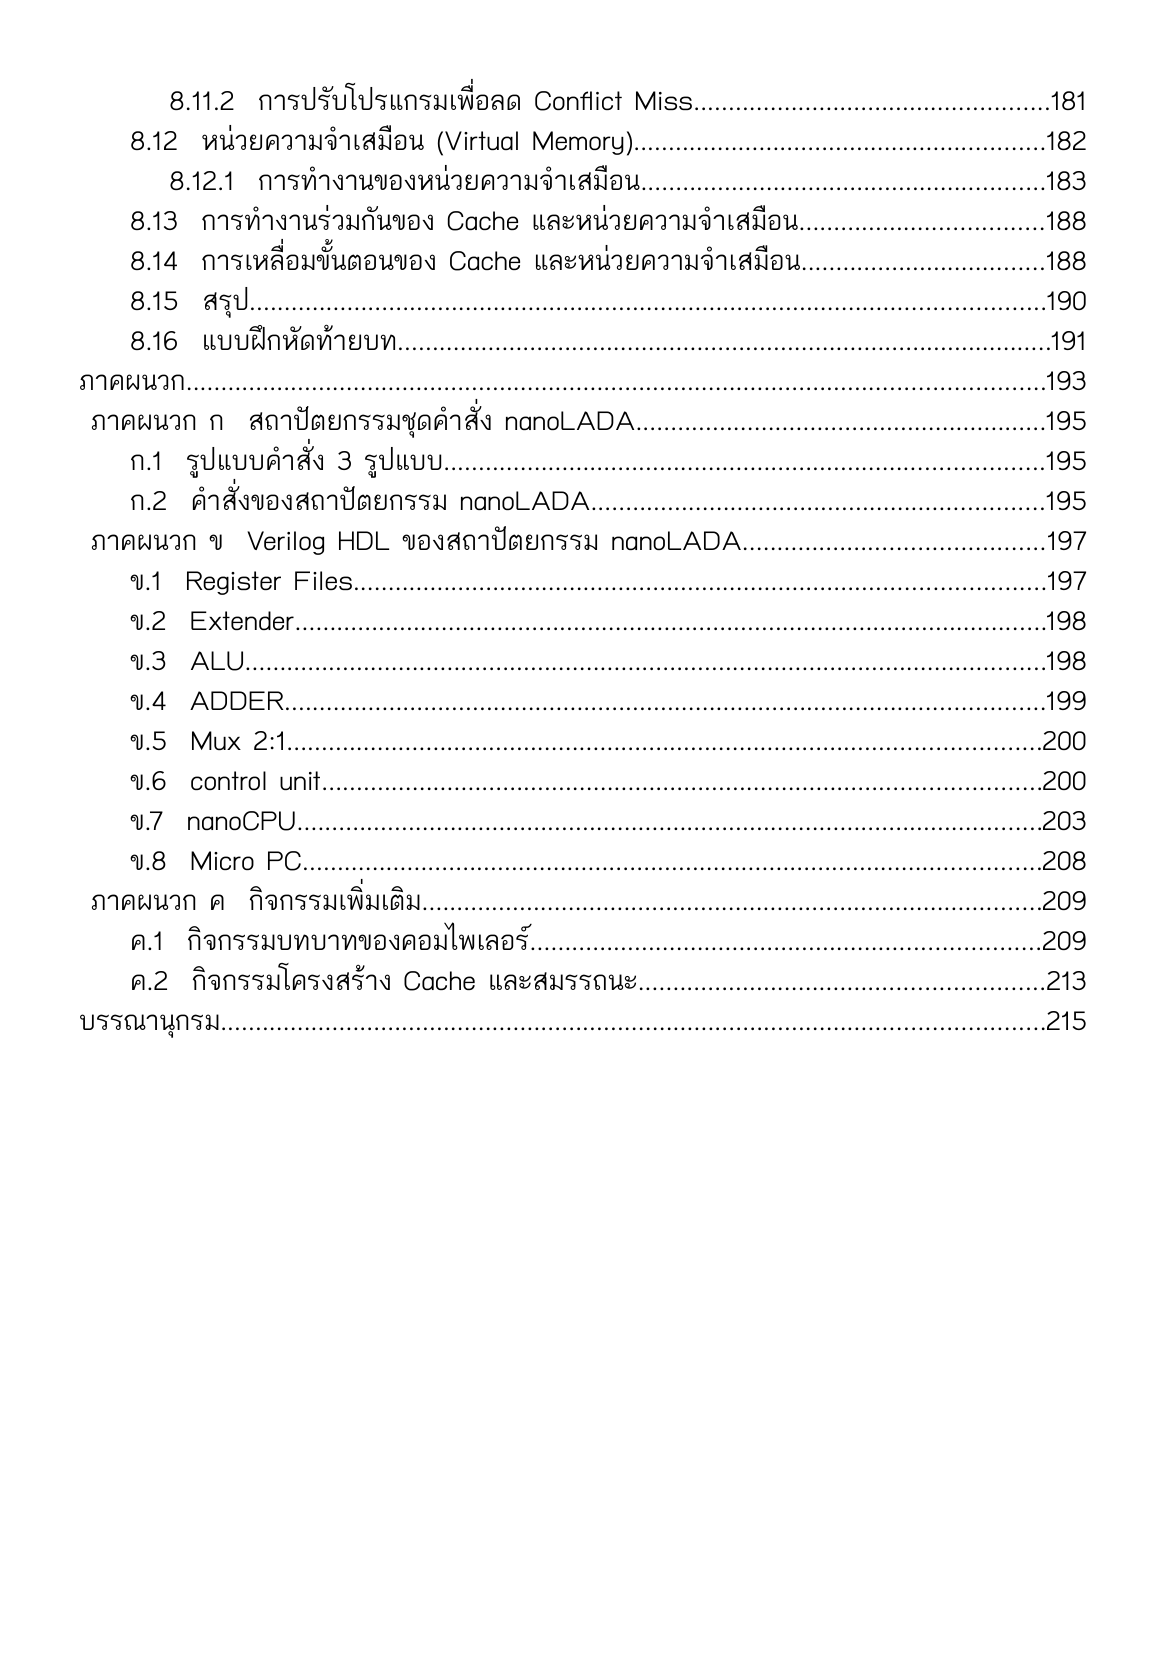 8.11.2 การปรับโปรแกรมเพื่อลด Conflict Miss....................................................181
8.12 หน่วยความจำเสมือน (Virtual Memory)............................................................182
8.12.1 การทำงานของหน่วยความจำเสมือน...........................................................183
8.13 การทำงานร่วมกันของ Cache และหน่วยความจำเสมือน....................................188
8.14 การเหลื่อมขั้นตอนของ Cache และหน่วยความจำเสมือน...................................188
8.15 สรุป...................................................................................................................190
8.16 แบบฝึกหัดท้ายบท..............................................................................................191
ภาคผนวก............................................................................................................................193
ภาคผนวก ก สถาปัตยกรรมชุดคำสั่ง nanoLADA...........................................................195
ก.1 รูปแบบคำสั่ง 3 รูปแบบ.......................................................................................195
ก.2 คำสั่งของสถาปัตยกรรม nanoLADA.................................................................195
ภาคผนวก ข Verilog HDL ของสถาปัตยกรรม nanoLADA............................................197
ข.1 Register Files....................................................................................................197
ข.2 Extender............................................................................................................198
ข.3 ALU...................................................................................................................198
ข.4 ADDER..............................................................................................................199
ข.5 Mux 2:1.............................................................................................................200
ข.6 control unit........................................................................................................200
ข.7 nanoCPU...........................................................................................................203
ข.8 Micro PC...........................................................................................................208
ภาคผนวก ค กิจกรรมเพิ่มเติม.........................................................................................209
ค.1 กิจกรรมบทบาทของคอมไพเลอร์..........................................................................209
ค.2 กิจกรรมโครงสร้าง Cache และสมรรถนะ...........................................................213
บรรณานุกรม.......................................................................................................................215